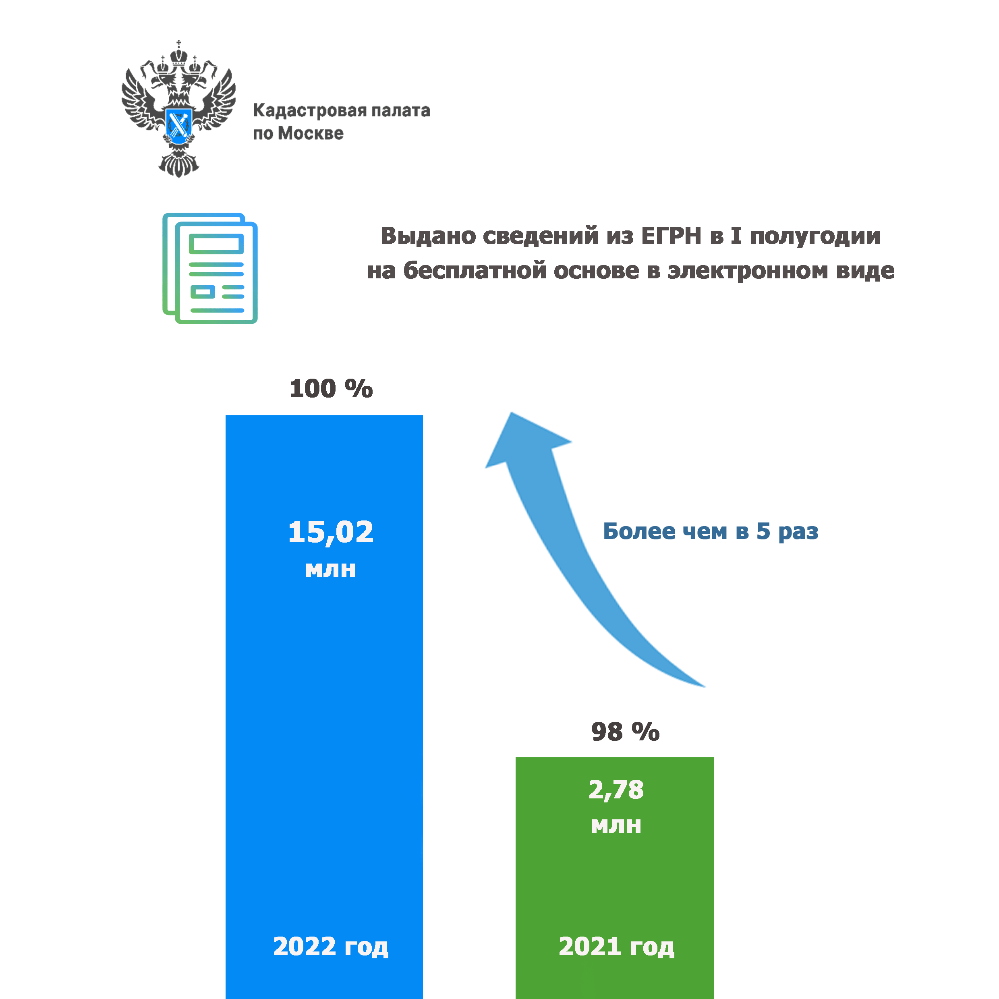 Кадастровая палата
по Москве
Выдано сведений из ЕГРН в I полугодии
на бесплатной основе в электронном виде
100 %
15,02
млн
Более чем в 5 раз
98 %
2,78
млн
2022 год
2021 год